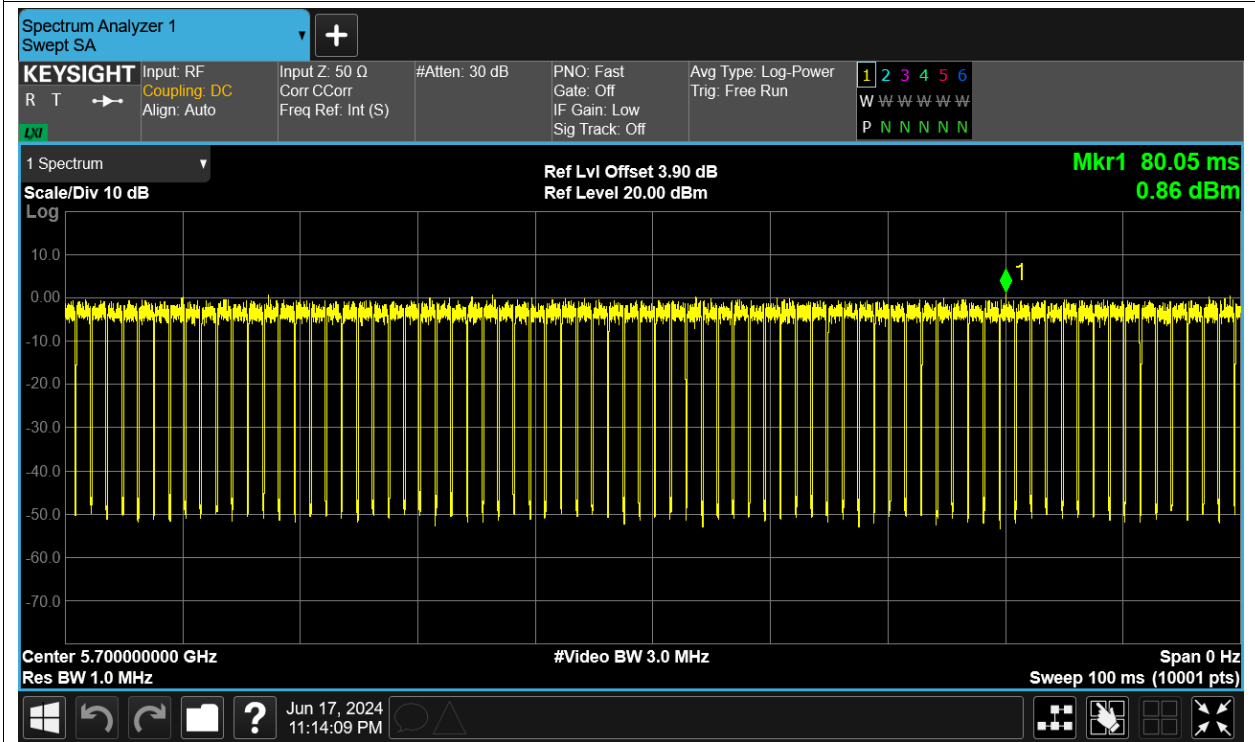 Spectrum Analyzer 1
Swept SA
+
KEYSIGHT
R T
LXI
Input: RF
Coupling: DC
Align: Auto
Input Z: 50 Ω
Corr CCorr
Freq Ref: Int (S)
#Atten: 30 dB
PNO: Fast
Gate: Off
IF Gain: Low
Sig Track: Off
Avg Type: Log-Power
Trig: Free Run
1 2 3 4 5 6
W W W W W W
P N N N N N
1 Spectrum
Scale/Div 10 dB
Log
Ref Lvl Offset 3.90 dB
Ref Level 20.00 dBm
Mkr1 80.05 ms
0.86 dBm
10.0
0.00
-10.0
-20.0
-30.0
-40.0
-50.0
-60.0
-70.0
1
Center 5.700000000 GHz
Res BW 1.0 MHz
#Video BW 3.0 MHz
Span 0 Hz
Sweep 100 ms (10001 pts)
?
Jun 17, 2024
11:14:09 PM